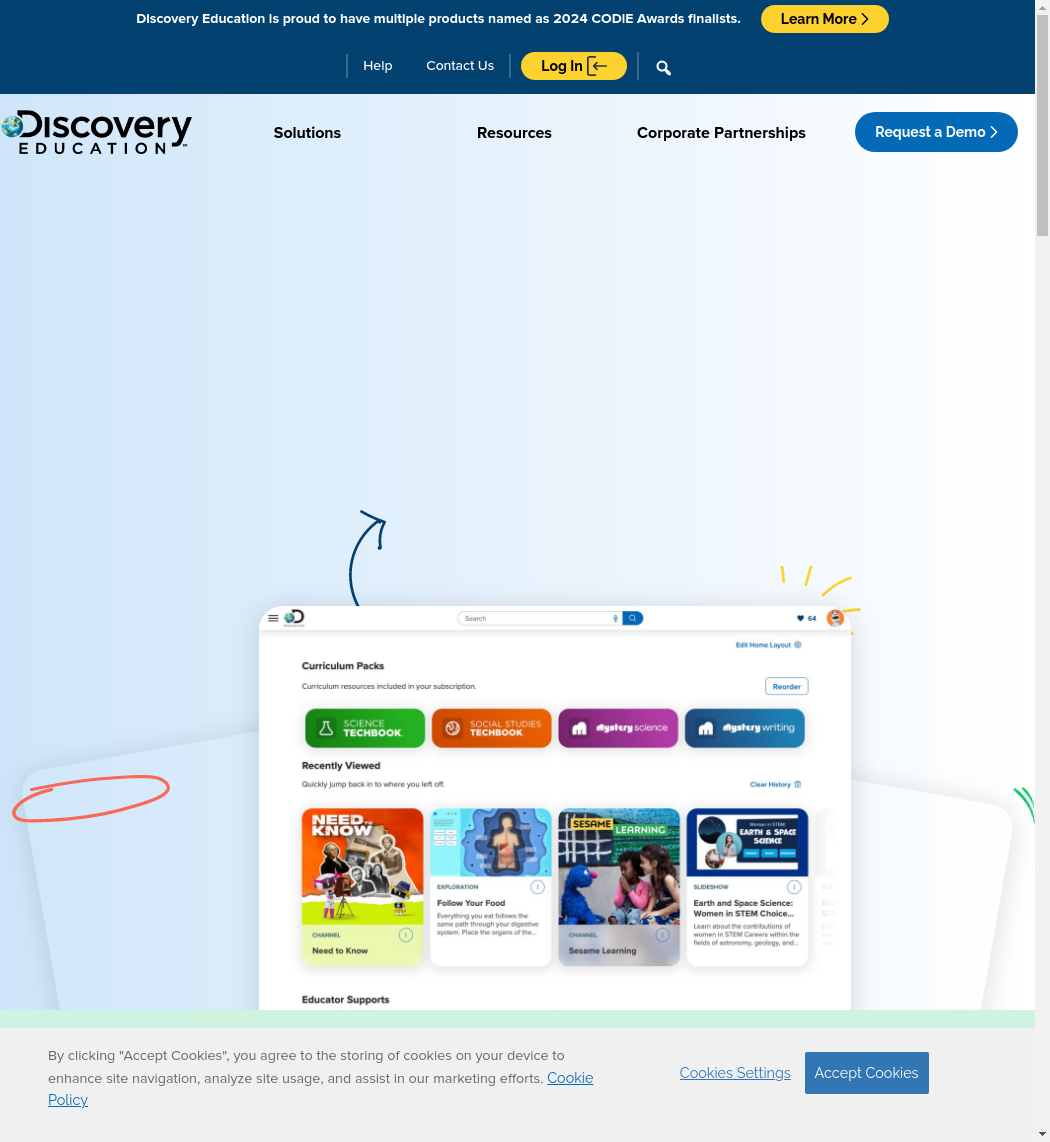 Discovery Education is proud to have multiple products named as 2024 CODiE Awards finalists.
Learn More
Help
Contact Us
Log In
Discovery
EDUCATION
Solutions
Resources
Corporate Partnerships
Request a Demo
Search
64
Edit Home Layout
Curriculum Packs
Curriculum resources included in your subscription.
Reorder
SCIENCE
TECHBOOK
SOCIAL STUDIES
TECHBOOK
mystery science
mystery writing
Recently Viewed
Quickly jump back in to where you left off.
Clear History
NEED TO
KNOW
CHANNEL
Need to Know
EXPLORATION
Follow Your Food
Everything you eat follows the
same path through your digestive
system. Place the organs of the...
SESAME LEARNING
CHANNEL
Sesame Learning
Women in STEM:
EARTH & SPACE
SCIENCE
SLIDESHOW
Earth and Space Science:
Women in STEM Choice...
Learn about the contributions of
women in STEM Careers within the
fields of astronomy, geology, and...
Educator Supports
By clicking "Accept Cookies", you agree to the storing of cookies on your device to
enhance site navigation, analyze site usage, and assist in our marketing efforts. Cookie
Policy
Cookies Settings
Accept Cookies